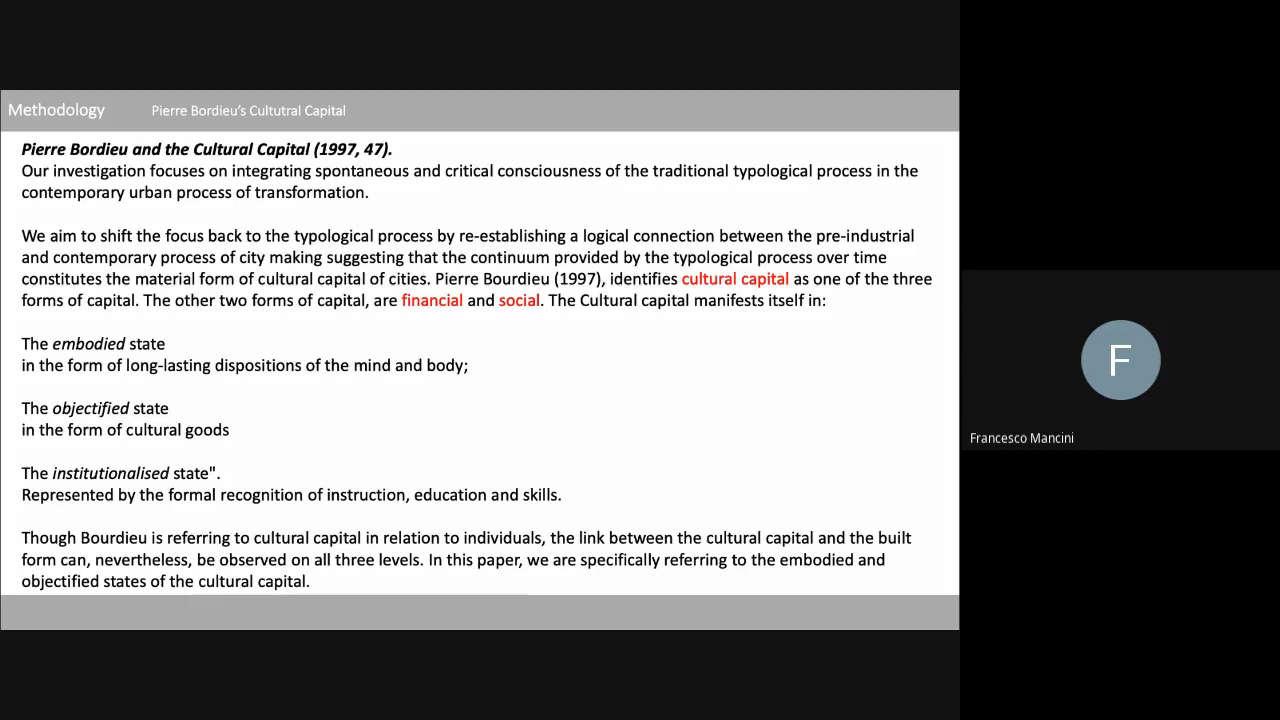 Methodology Pierre Bordieu's Cultutral Capital
Pierre Bordieu and the Cultural Capital (1997, 47).
Our investigation focuses on integrating spontaneous and critical consciousness of the traditional typological process in the
contemporary urban process of transformation.
We aim to shift the focus back to the typological process by re-establishing a logical connection between the pre-industrial
and contemporary process of city making suggesting that the continuum provided by the typological process over time
constitutes the material form of cultural capital of cities. Pierre Bourdieu (1997), identifies cultural capital as one of the three
forms of capital. The other two forms of capital, are financial and social. The Cultural capital manifests itself in:
The embodied state
in the form of long-lasting dispositions of the mind and body;
The objectified state
in the form of cultural goods
The institutionalised state".
Represented by the formal recognition of instruction, education and skills.
Though Bourdieu is referring to cultural capital in relation to individuals, the link between the cultural capital and the built
form can, nevertheless, be observed on all three levels. In this paper, we are specifically referring to the embodied and
objectified states of the cultural capital.
F
Francesco Mancini